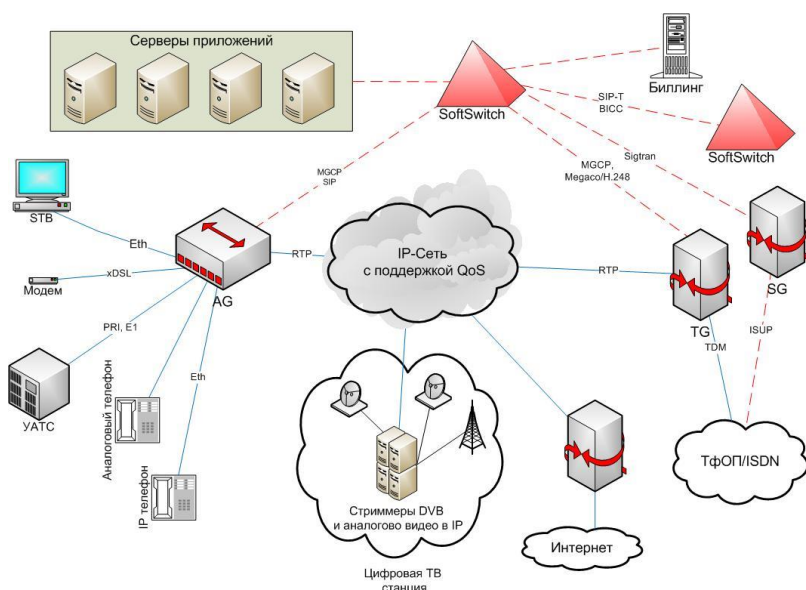 Серверы приложений
SoftSwitch
Биллинг
SIP-T
BICC
SoftSwitch
MGCP
SIP
MGCP,
Megaco/H.248
Sigtran
STB
Eth
AG
RTP
IP-Сеть
с поддержкой QoS
RTP
TG
SG
xDSL
Модем
PRI, E1
УАТС
Eth
Аналоговый телефон
IP телефон
TDM
ISUP
ТфОП/ISDN
Стриммеры DVB
и аналогово видео в IP
Цифровая ТВ
станция
Интернет